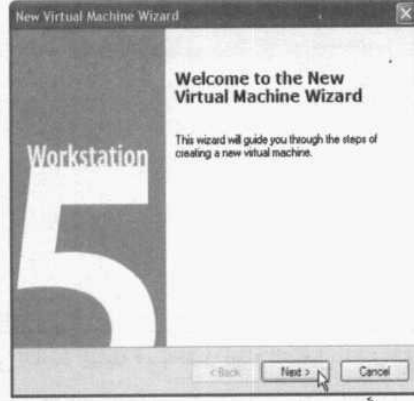 New Virtual Machine Wizard
Workstation
5
Welcome to the New
Virtual Machine Wizard
This wizard will guide you through the steps of
creating a new virtual machine.
< Back
Next >
Cancel